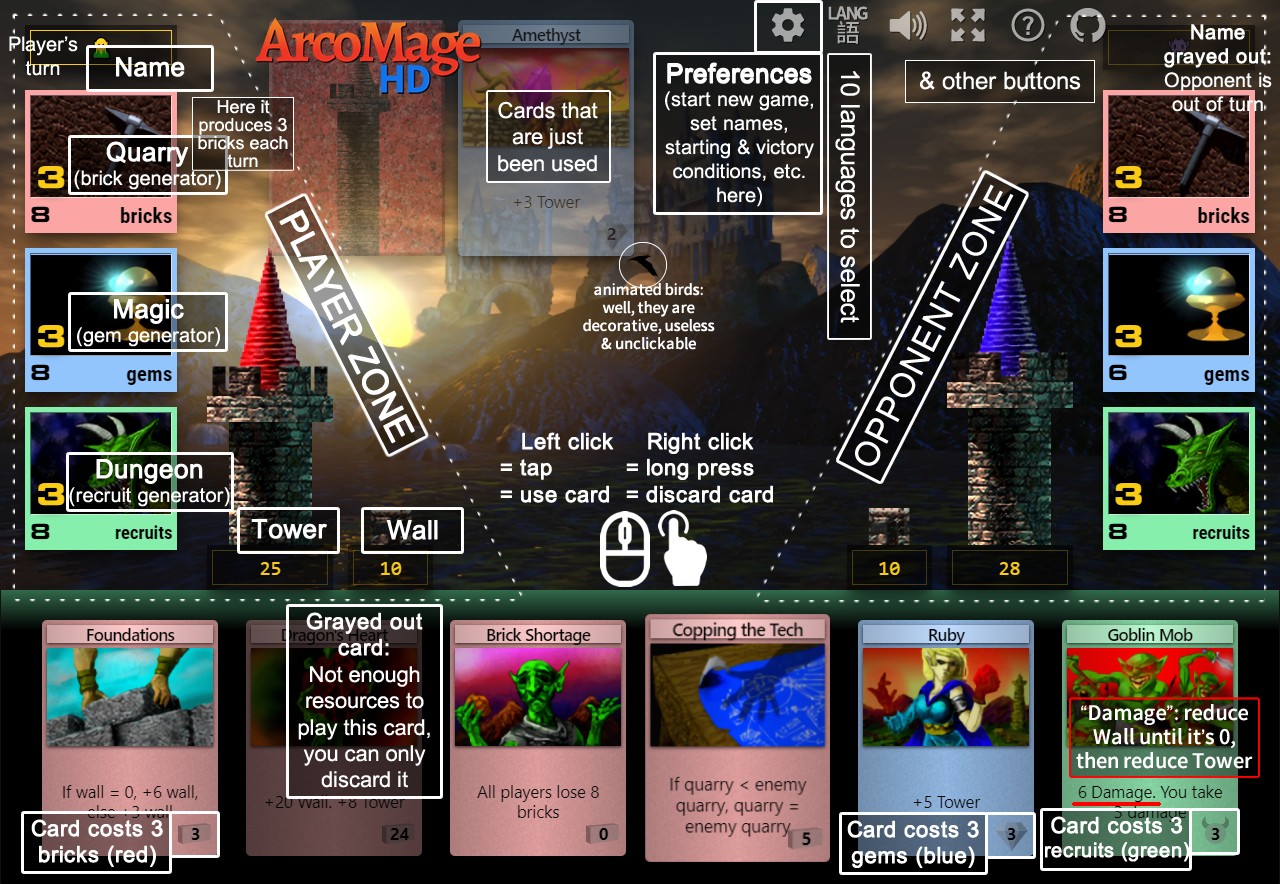 Player's
turn
Name
ArcoMage
HD
Amethyst
Cards that
are just
been used
+3 Tower
2
LANG
語
Preferences
(start new game,
set names,
starting & victory
conditions, etc.
here)
10 languages to select
& other buttons
Name
grayed out:
Opponent is
out of turn
Here it
produces 3
bricks each
turn
Quarry
(brick generator)
3
8 bricks
Magic
(gem generator)
3
8 gems
Dungeon
(recruit generator)
3
8 recruits
PLAYER ZONE
animated birds:
well, they are
decorative, useless
& unclickable
OPPONENT ZONE
3
8 bricks
3
6 gems
3
8 recruits
Left click
= tap
= use card
Right click
= long press
= discard card
Tower
Wall
25
10
10
28
Foundations
If wall = 0, +6 wall,
else +3 wall
3
Card costs 3
bricks (red)
Dragon's Heart
Grayed out
card:
Not enough
resources to
play this card,
you can only
discard it
+20 Wall. +8 Tower
24
Brick Shortage
All players lose 8
bricks
0
Copping the Tech
If quarry < enemy
quarry, quarry =
enemy quarry
5
Ruby
+5 Tower
3
Card costs 3
gems (blue)
Goblin Mob
“Damage”: reduce
Wall until it’s 0,
then reduce Tower
6 Damage. You take
3 damage
3
Card costs 3
recruits (green)